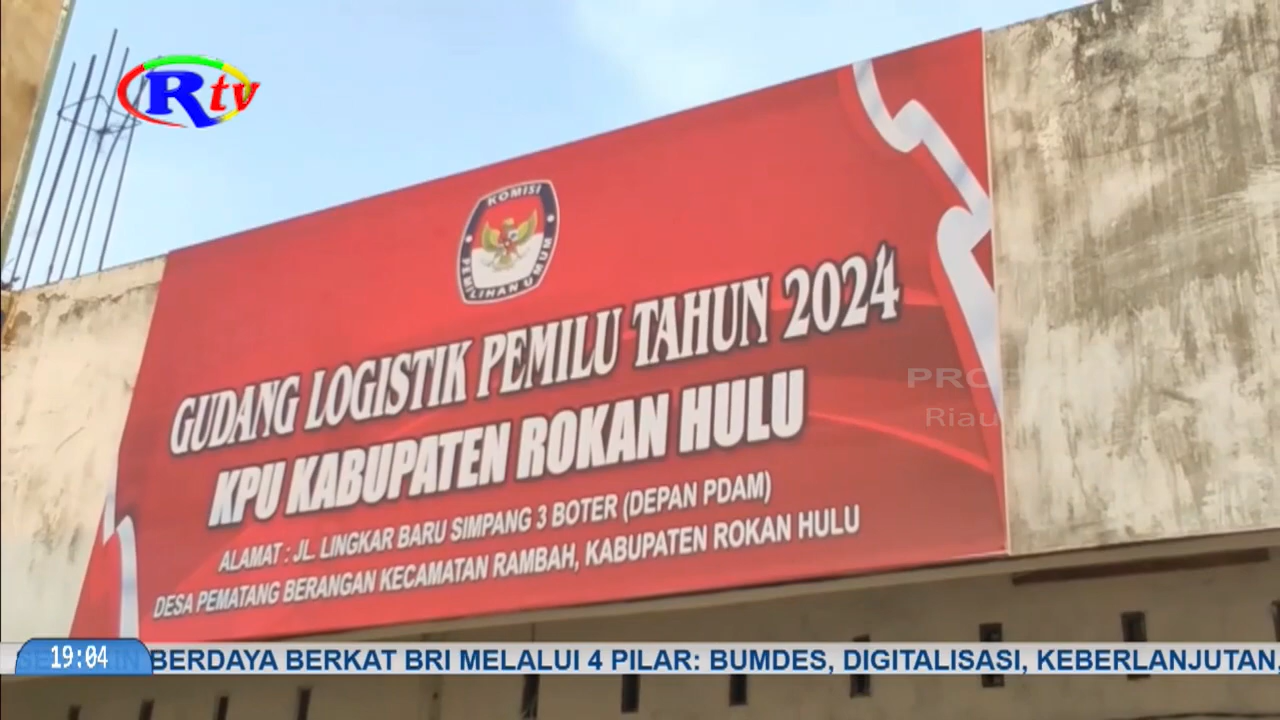 Rtv
KOMISI
PEMILIHAN UMUM
GUDANG LOGISTIK PEMILU TAHUN 2024
KPU KABUPATEN ROKAN HULU
ALAMAT : JL. LINGKAR BARU SIMPANG 3 BOTER (DEPAN PDAM)
DESA PEMATANG BERANGAN KECAMATAN RAMBAH, KABUPATEN ROKAN HULU
Riau
19:04
BERDAYA BERKAT BRI MELALUI 4 PILAR: BUMDES, DIGITALISASI, KEBERLANJUTAN,